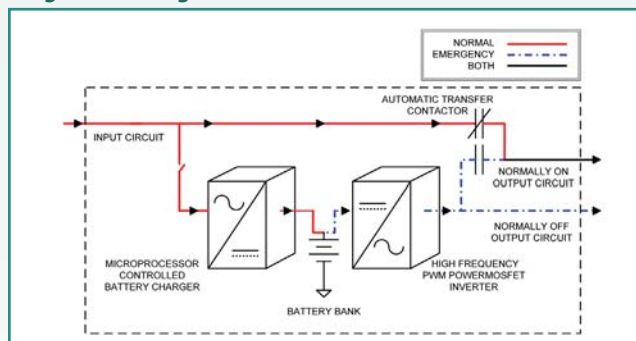 NORMAL
EMERGENCY
BOTH
AUTOMATIC TRANSFER
CONTACTOR
INPUT CIRCUIT
NORMALLY ON
OUTPUT CIRCUIT
NORMALLY OFF
OUTPUT CIRCUIT
MICROPROCESSOR
CONTROLLED
BATTERY CHARGER
HIGH FREQUENCY
PWM POWERMOSFET
INVERTER
BATTERY BANK